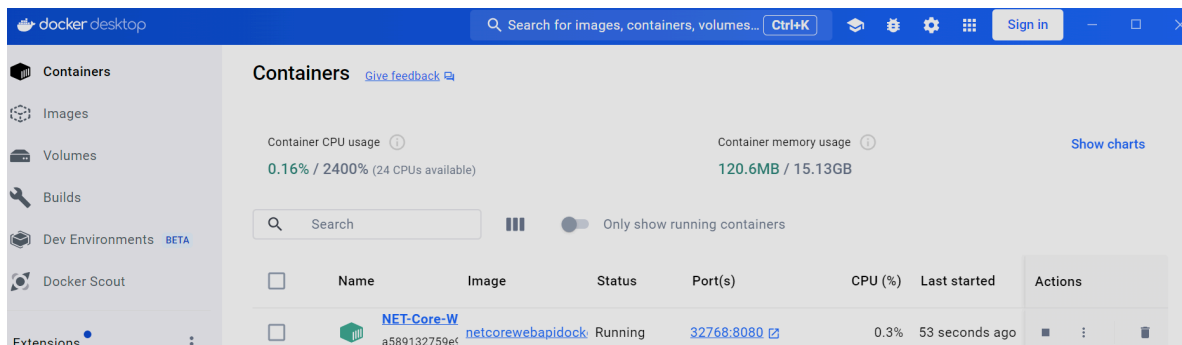 docker desktop
Search for images, containers, volumes... Ctrl+K
Sign in
Containers
Images
Volumes
Builds
Dev Environments BETA
Docker Scout
Extensions
Containers Give feedback
Container CPU usage
0.16% / 2400% (24 CPUs available)
Container memory usage
120.6MB / 15.13GB
Show charts
Search
Only show running containers
Name Image Status Port(s) CPU (%) Last started Actions
NET-Core-W
a589132759e9
netcorewebapidock Running 32768:8080 0.3% 53 seconds ago